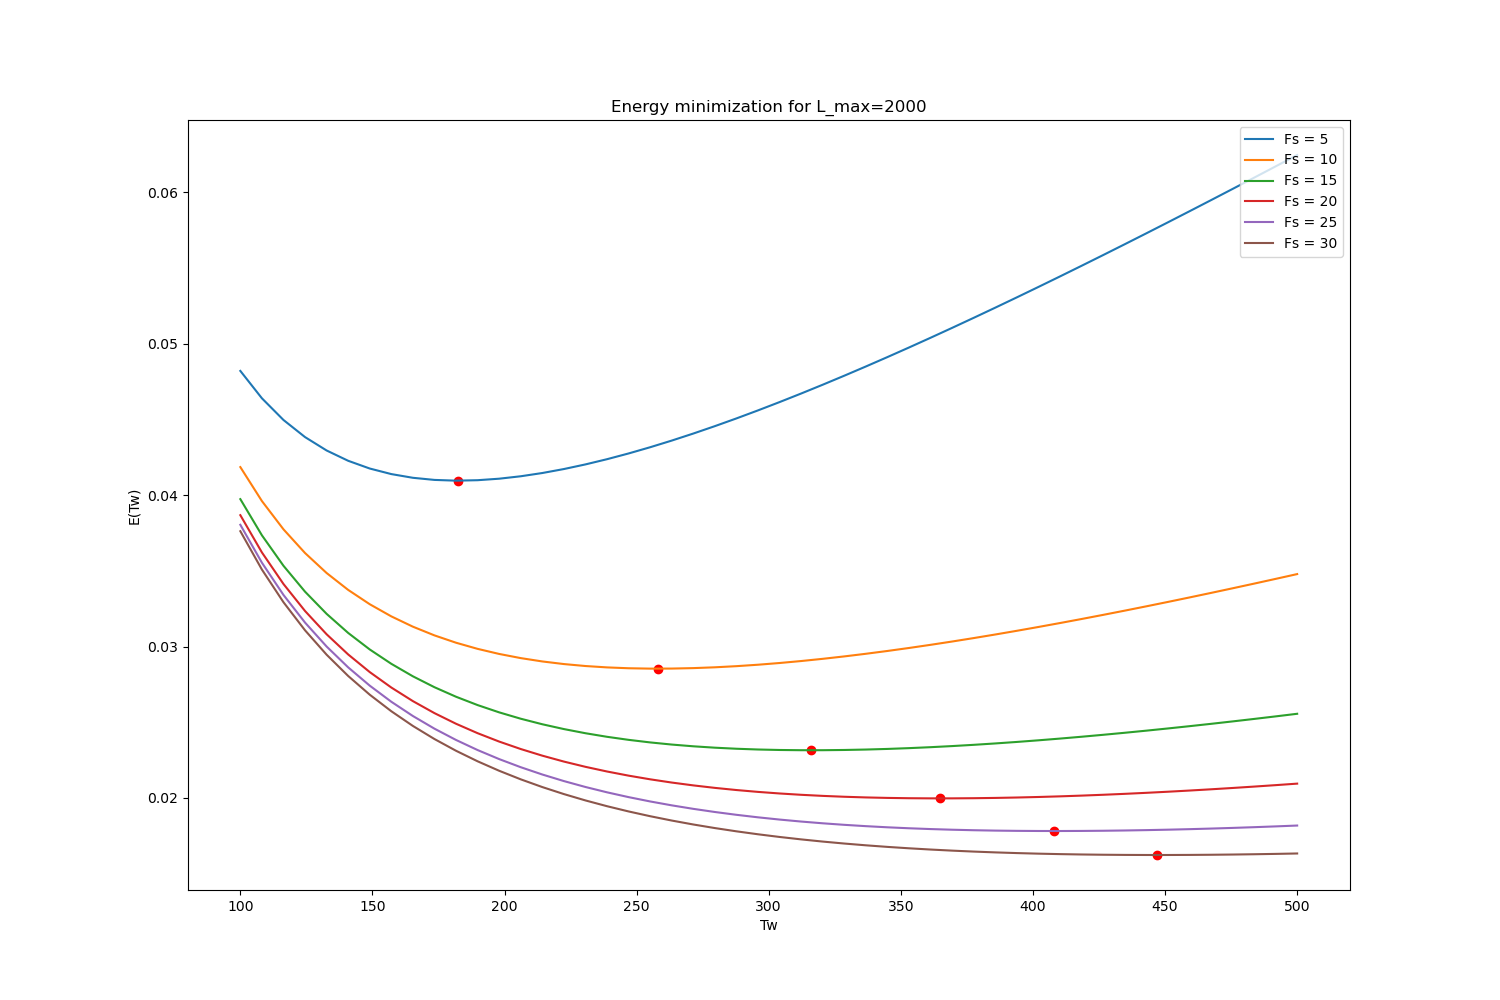 Energy minimization for L_max=2000
Fs = 5
Fs = 10
Fs = 15
Fs = 20
Fs = 25
Fs = 30
E(Tw)
0.06
0.05
0.04
0.03
0.02
100 150 200 250 300 350 400 450 500
Tw